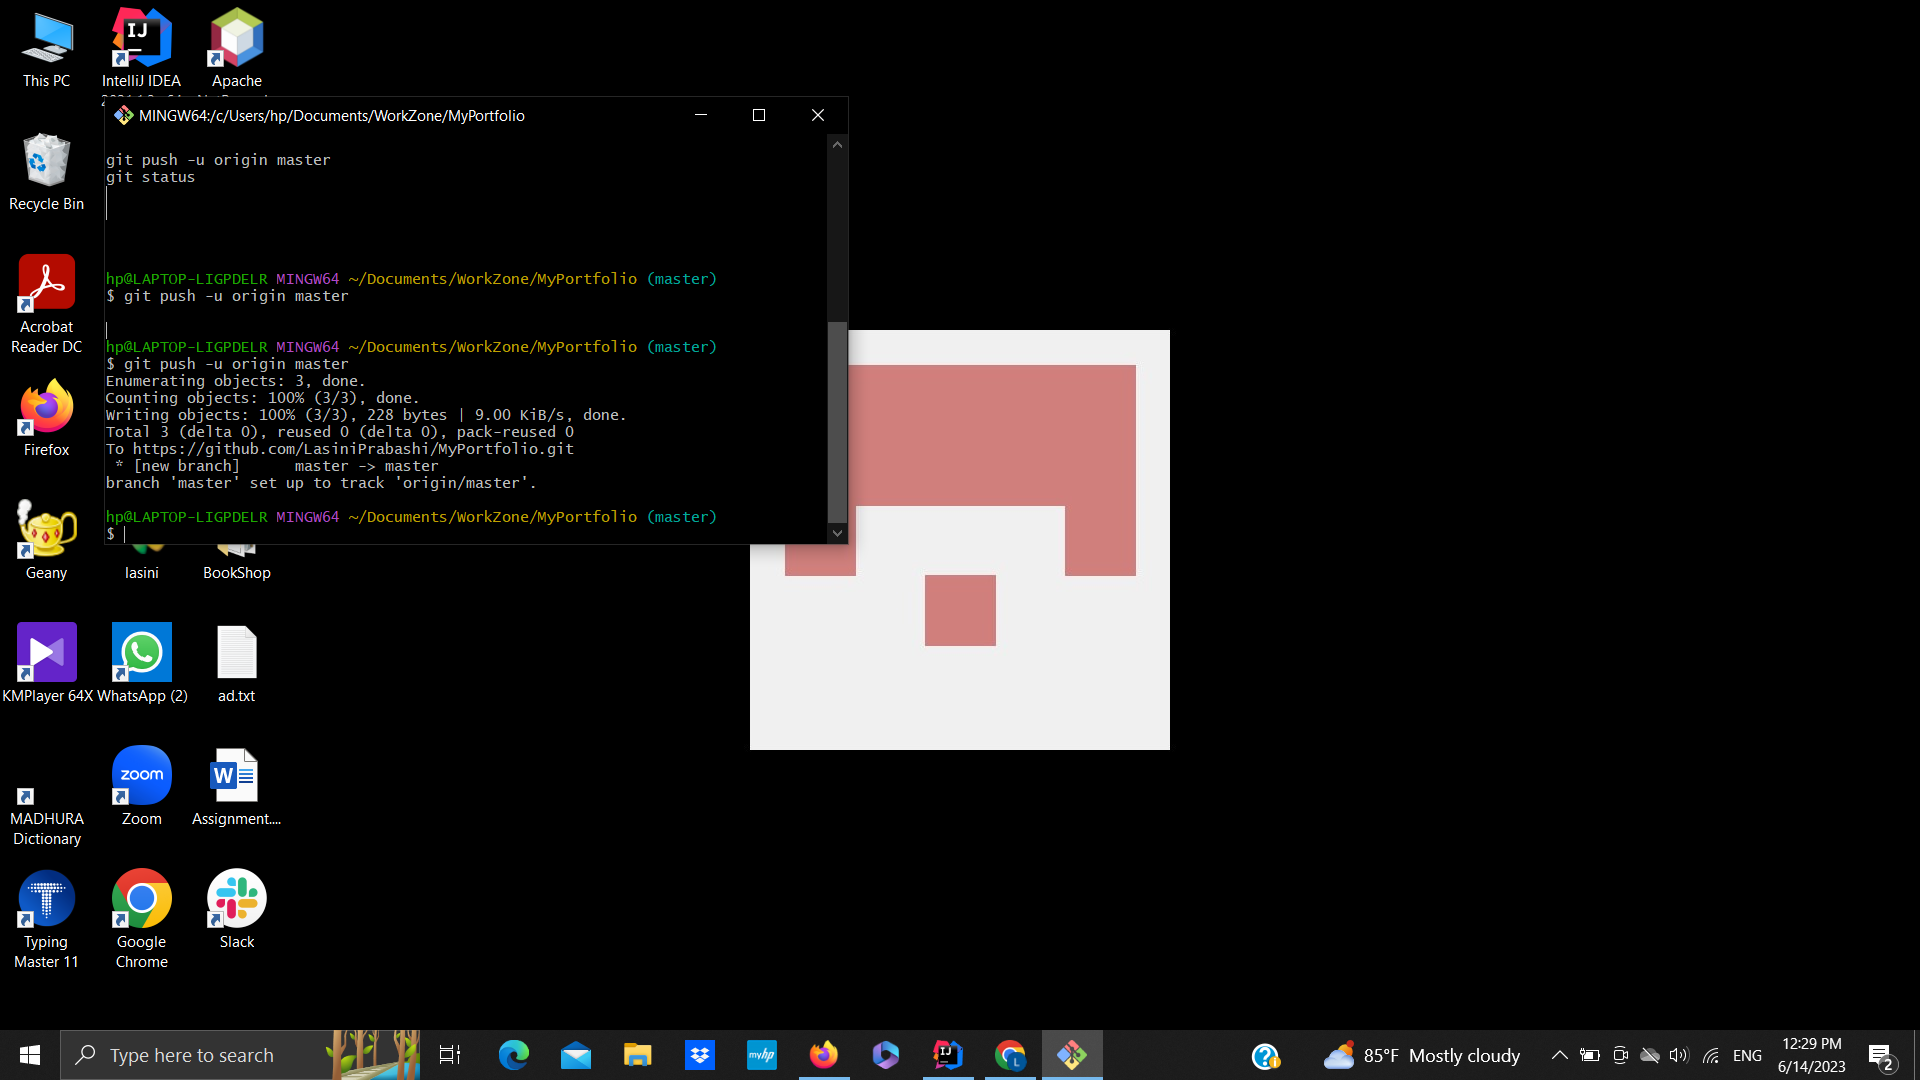 This PC
IntelliJ IDEA
Apache
MINGW64:/c/Users/hp/Documents/WorkZone/MyPortfolio
git push -u origin master
git status
hp@LAPTOP-LIGPDELR MINGW64 ~/Documents/WorkZone/MyPortfolio (master)
$ git push -u origin master
hp@LAPTOP-LIGPDELR MINGW64 ~/Documents/WorkZone/MyPortfolio (master)
$ git push -u origin master
Enumerating objects: 3, done.
Counting objects: 100% (3/3), done.
Writing objects: 100% (3/3), 228 bytes | 9.00 KiB/s, done.
Total 3 (delta 0), reused 0 (delta 0), pack-reused 0
To https://github.com/LasiniPrabashi/MyPortfolio.git
 * [new branch]      master -> master
branch 'master' set up to track 'origin/master'.
hp@LAPTOP-LIGPDELR MINGW64 ~/Documents/WorkZone/MyPortfolio (master)
$
Recycle Bin
Acrobat
Reader DC
Firefox
Geany
lasini
BookShop
KMPlayer 64X
WhatsApp (2)
ad.txt
MADHURA
Dictionary
zoom
Zoom
W
Assignment....
Typing
Master 11
Google
Chrome
Slack
Type here to search
myhp
IJ
L
85°F Mostly cloudy
ENG
12:29 PM
6/14/2023
2